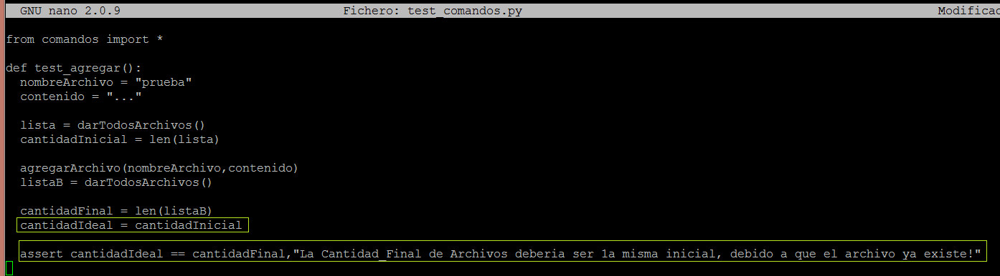 GNU nano 2.0.9 Fichero: test_comandos.py Modificad
from comandos import *
def test_agregar():
nombreArchivo = "prueba"
contenido = "..."
lista = darTodosArchivos()
cantidadInicial = len(lista)
agregarArchivo(nombreArchivo,contenido)
listaB = darTodosArchivos()
cantidadFinal = len(listaB)
cantidadIdeal = cantidadInicial
assert cantidadIdeal == cantidadFinal,"La Cantidad_Final de Archivos deberia ser 1a misma inicial, debido a que el archivo ya existe!"